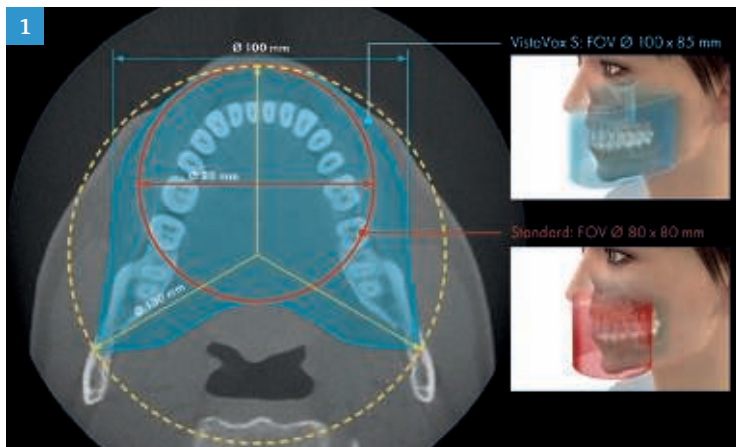 1
Ø 100 mm
VistaVox S: FOV Ø 100 x 85 mm
Ø 80 mm
Standard: FOV Ø 80 x 80 mm
Ø 130 mm